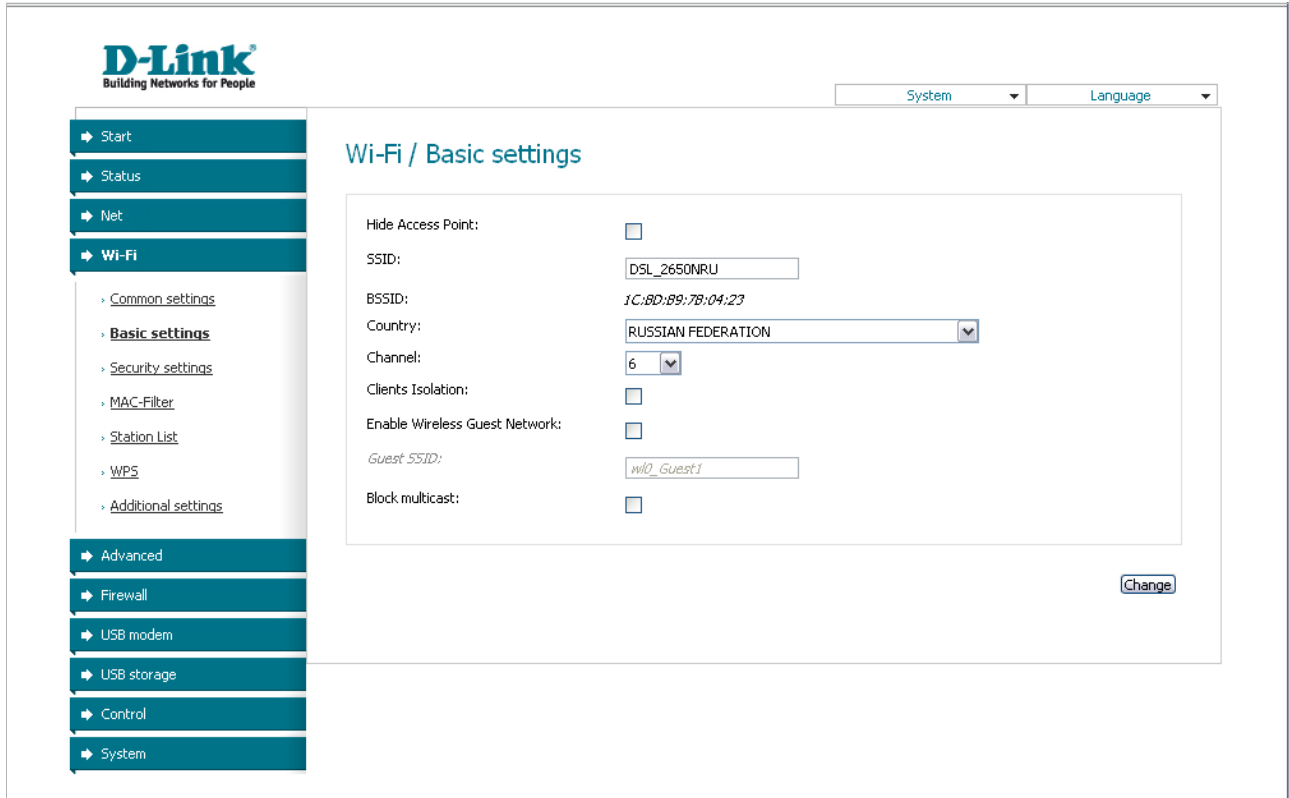 D-Link®
Building Networks for People
System
Language
Start
Status
Net
Wi-Fi
Common settings
Basic settings
Security settings
MAC-Filter
Station List
WPS
Additional settings
Advanced
Firewall
USB modem
USB storage
Control
System
Wi-Fi / Basic settings
Hide Access Point:
SSID: DSL_2650NRU
BSSID: 1C:BD:B9:7B:04:23
Country: RUSSIAN FEDERATION
Channel: 6
Clients Isolation:
Enable Wireless Guest Network:
Guest SSID: wl0_Guest1
Block multicast:
Change